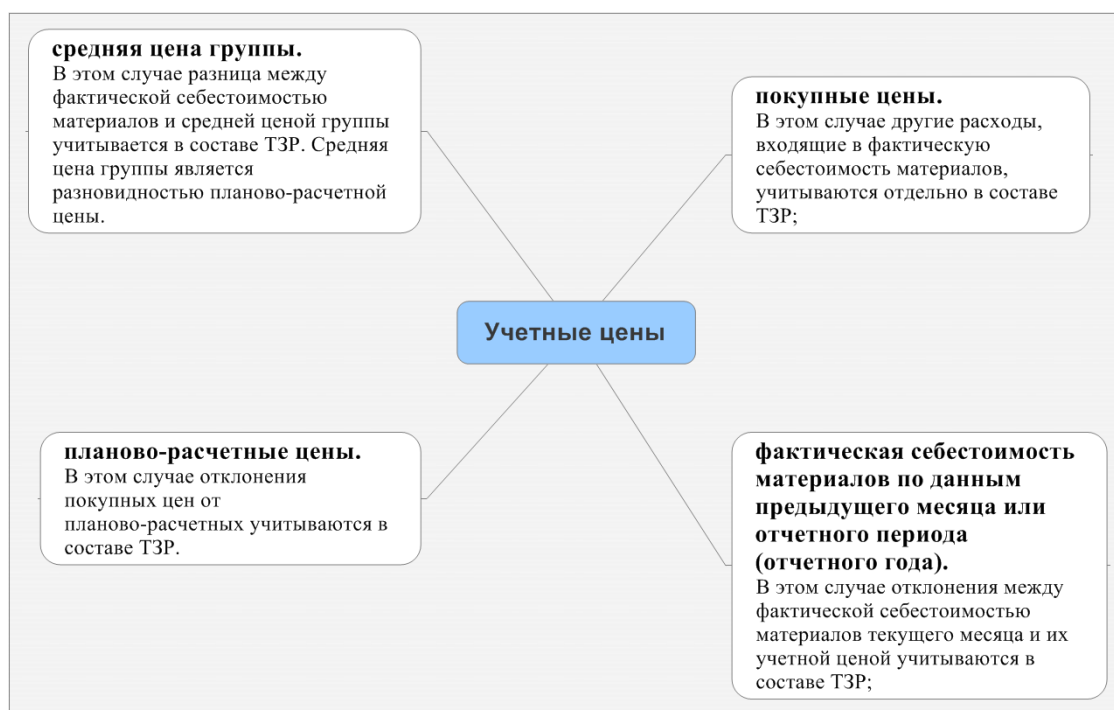 средняя цена группы.
В этом случае разница между
фактической себестоимостью
материалов и средней ценой группы
учитывается в составе ТЗР. Средняя
цена группы является
разновидностью планово-расчетной
цены.
покупные цены.
В этом случае другие расходы,
входящие в фактическую
себестоимость материалов,
учитываются отдельно в составе
ТЗР;
Учетные цены
планово-расчетные цены.
В этом случае отклонения
покупных цен от
планово-расчетных учитываются в
составе ТЗР.
фактическая себестоимость
материалов по данным
предыдущего месяца или
отчетного периода
(отчетного года).
В этом случае отклонения между
фактической себестоимостью
материалов текущего месяца и их
учетной ценой учитываются в
составе ТЗР;